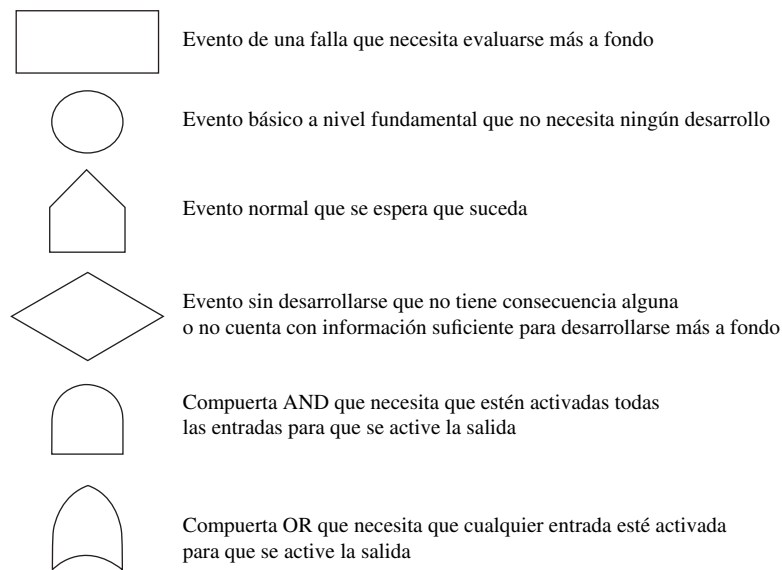 Evento de una falla que necesita evaluarse más a fondo
Evento básico a nivel fundamental que no necesita ningún desarrollo
Evento normal que se espera que suceda
Evento sin desarrollarse que no tiene consecuencia alguna
o no cuenta con información suficiente para desarrollarse más a fondo
Compuerta AND que necesita que estén activadas todas
las entradas para que se active la salida
Compuerta OR que necesita que cualquier entrada esté activada
para que se active la salida